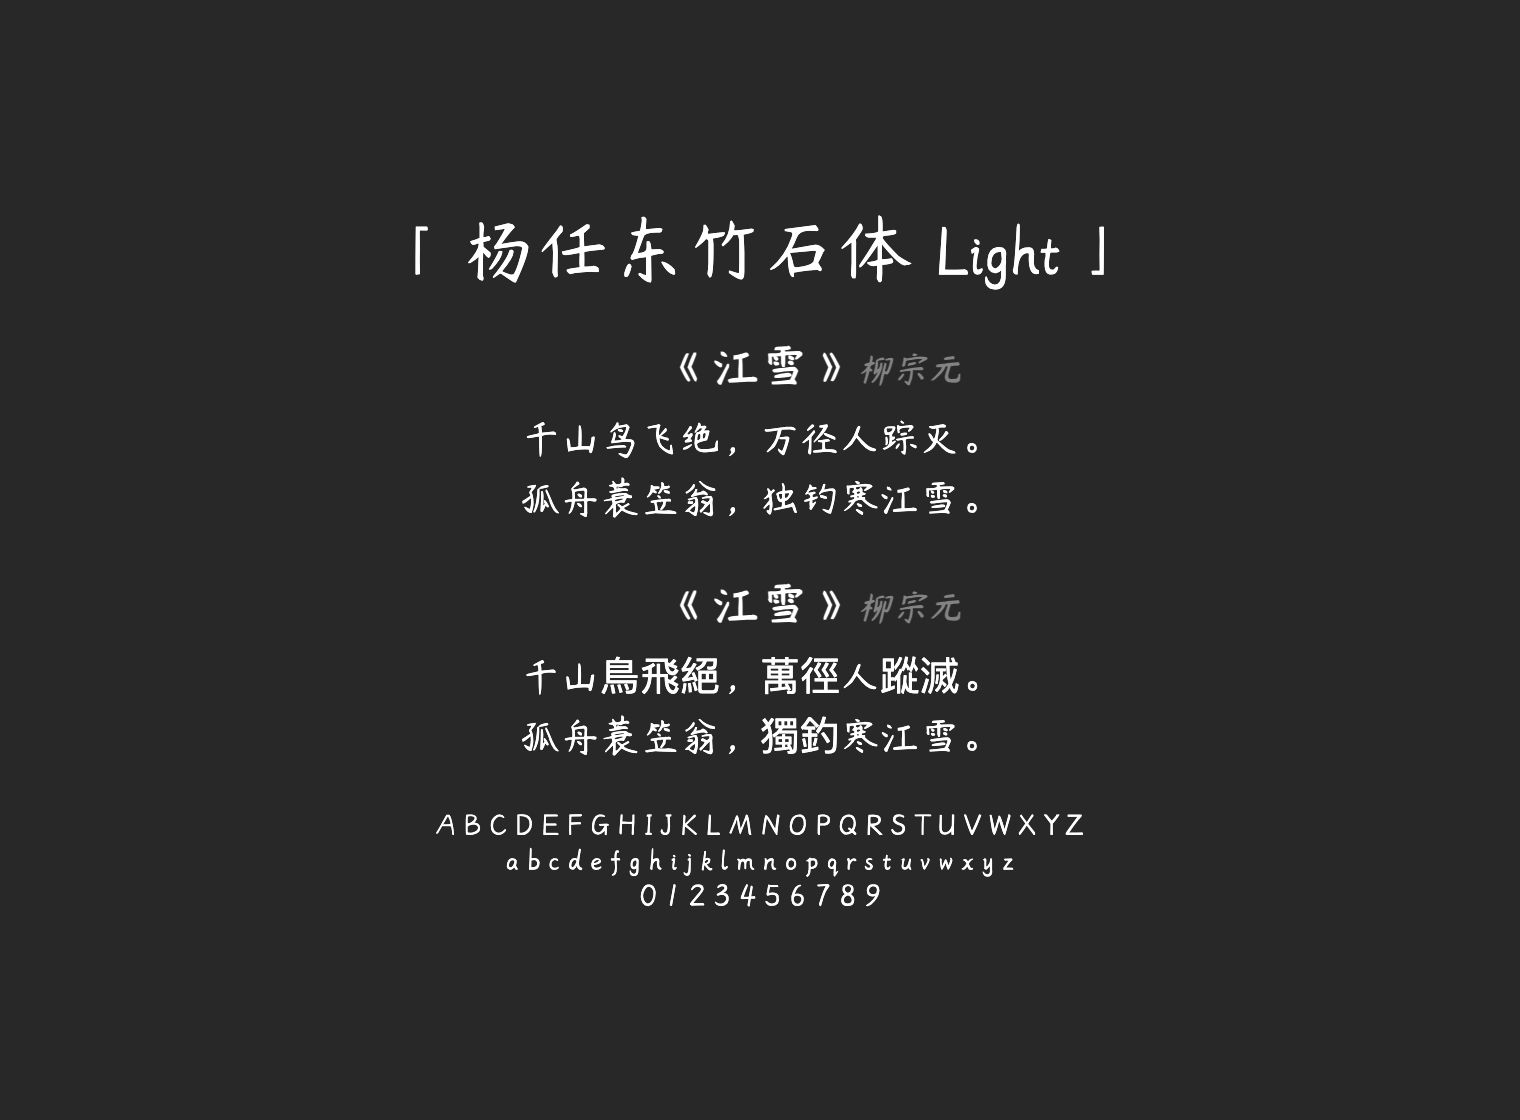 「 杨任东竹石体 Light 」
《 江雪 》柳宗元
千山鸟飞绝，万径人踪灭。
孤舟蓑笠翁，独钓寒江雪。
《 江雪 》柳宗元
千山鳥飛絕，萬徑人蹤滅。
孤舟蓑笠翁，獨釣寒江雪。
A B C D E F G H I J K L M N O P Q R S T U V W X Y Z
a b c d e f g h i j k l m n o p q r s t u v w x y z
0 1 2 3 4 5 6 7 8 9